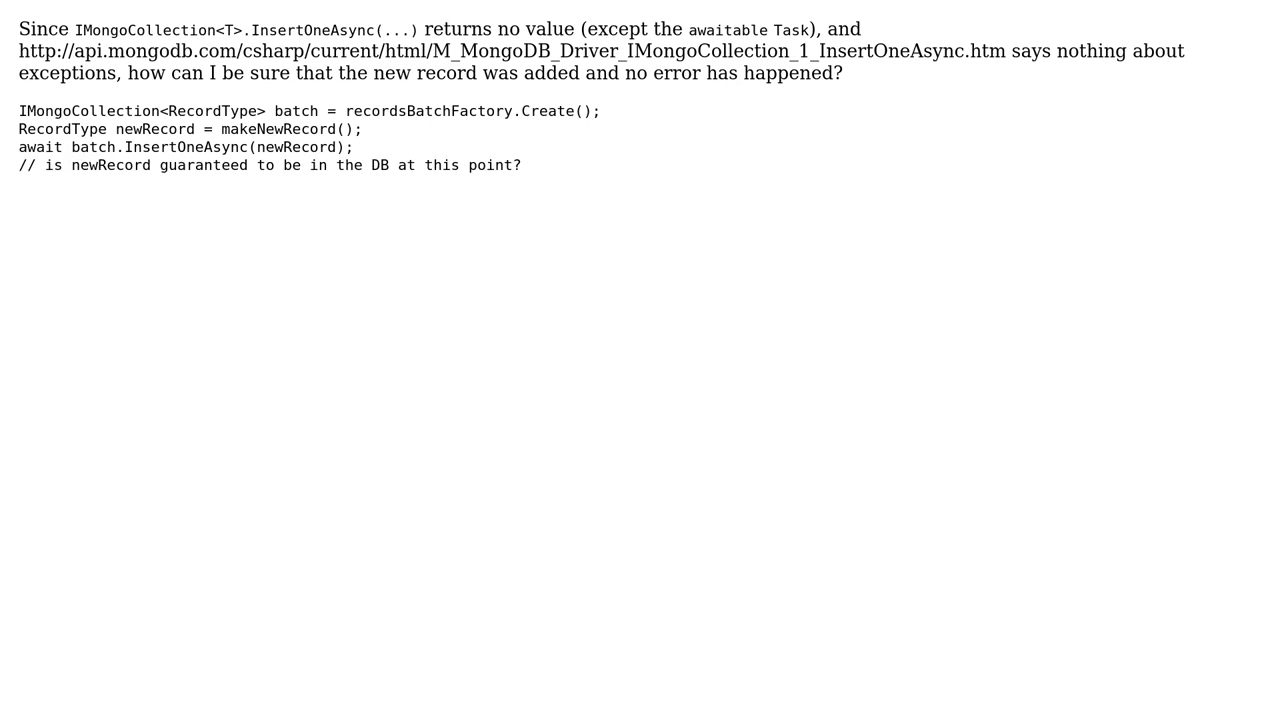 Since IMongoCollection<T>.InsertOneAsync(...) returns no value (except the awaitable Task), and
http://api.mongodb.com/csharp/current/html/M_MongoDB_Driver_IMongoCollection_1_InsertOneAsync.htm says nothing about
exceptions, how can I be sure that the new record was added and no error has happened?
IMongoCollection<RecordType> batch = recordsBatchFactory.Create();
RecordType newRecord = makeNewRecord();
await batch.InsertOneAsync(newRecord);
// is newRecord guaranteed to be in the DB at this point?